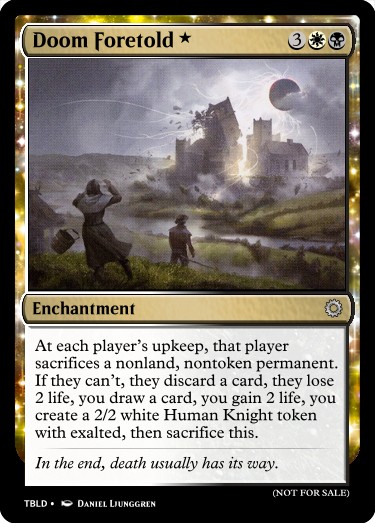 Doom Foretold ★ 3
Enchantment
At each player's upkeep, that player
sacrifices a nonland, nontoken permanent.
If they can't, they discard a card, they lose
2 life, you draw a card, you gain 2 life, you
create a 2/2 white Human Knight token
with exalted, then sacrifice this.
In the end, death usually has its way.
TBLD • Daniel Ljunggren
(NOT FOR SALE)